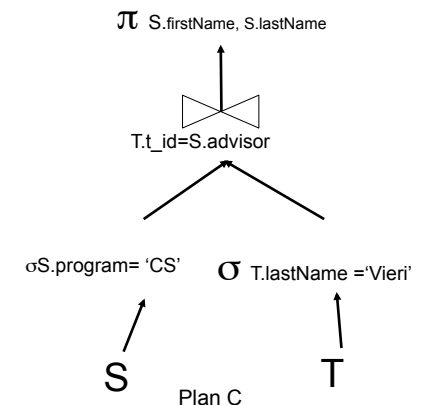 π S.firstName, S.lastName
T.t_id=S.advisor
σS.program= ‘CS’
σ T.lastName =‘Vieri’
S
T
Plan C